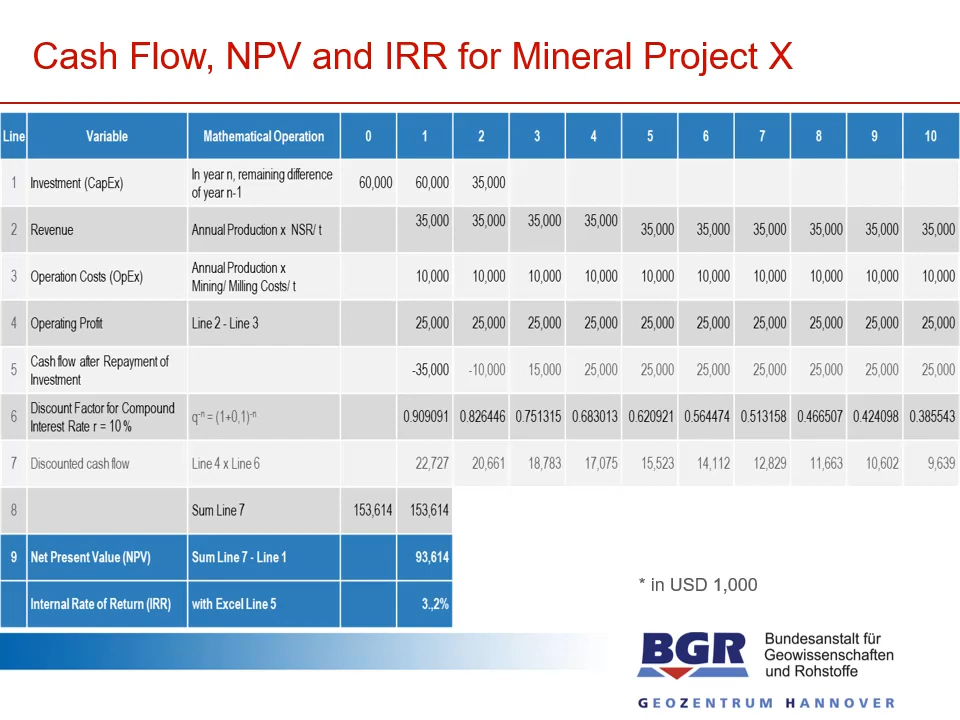 Cash Flow, NPV and IRR for Mineral Project X
Line Variable Mathematical Operation 0 1 2 3 4 5 6 7 8 9 10
1 Investment (CapEx) In year n, remaining difference of year n-1 60,000 60,000 35,000
2 Revenue Annual Production x NSR/ t 35,000 35,000 35,000 35,000 35,000 35,000 35,000 35,000 35,000 35,000
3 Operation Costs (OpEx) Annual Production x Mining/ Milling Costs/ t 10,000 10,000 10,000 10,000 10,000 10,000 10,000 10,000 10,000 10,000
4 Operating Profit Line 2 - Line 3 25,000 25,000 25,000 25,000 25,000 25,000 25,000 25,000 25,000 25,000
5 Cash flow after Repayment of Investment -35,000 -10,000 15,000 25,000 25,000 25,000 25,000 25,000 25,000 25,000
6 Discount Factor for Compound Interest Rate r = 10 % q-n = (1+0,1)-n 0.909091 0.826446 0.751315 0.683013 0.620921 0.564474 0.513158 0.466507 0.424098 0.385543
7 Discounted cash flow Line 4 x Line 6 22,727 20,661 18,783 17,075 15,523 14,112 12,829 11,663 10,602 9,639
8 Sum Line 7 153,614 153,614
9 Net Present Value (NPV) Sum Line 7 - Line 1 93,614
Internal Rate of Return (IRR) with Excel Line 5 3.,2%
* in USD 1,000
BGR
Bundesanstalt für
Geowissenschaften
und Rohstoffe
GEOZENTRUM HANNOVER